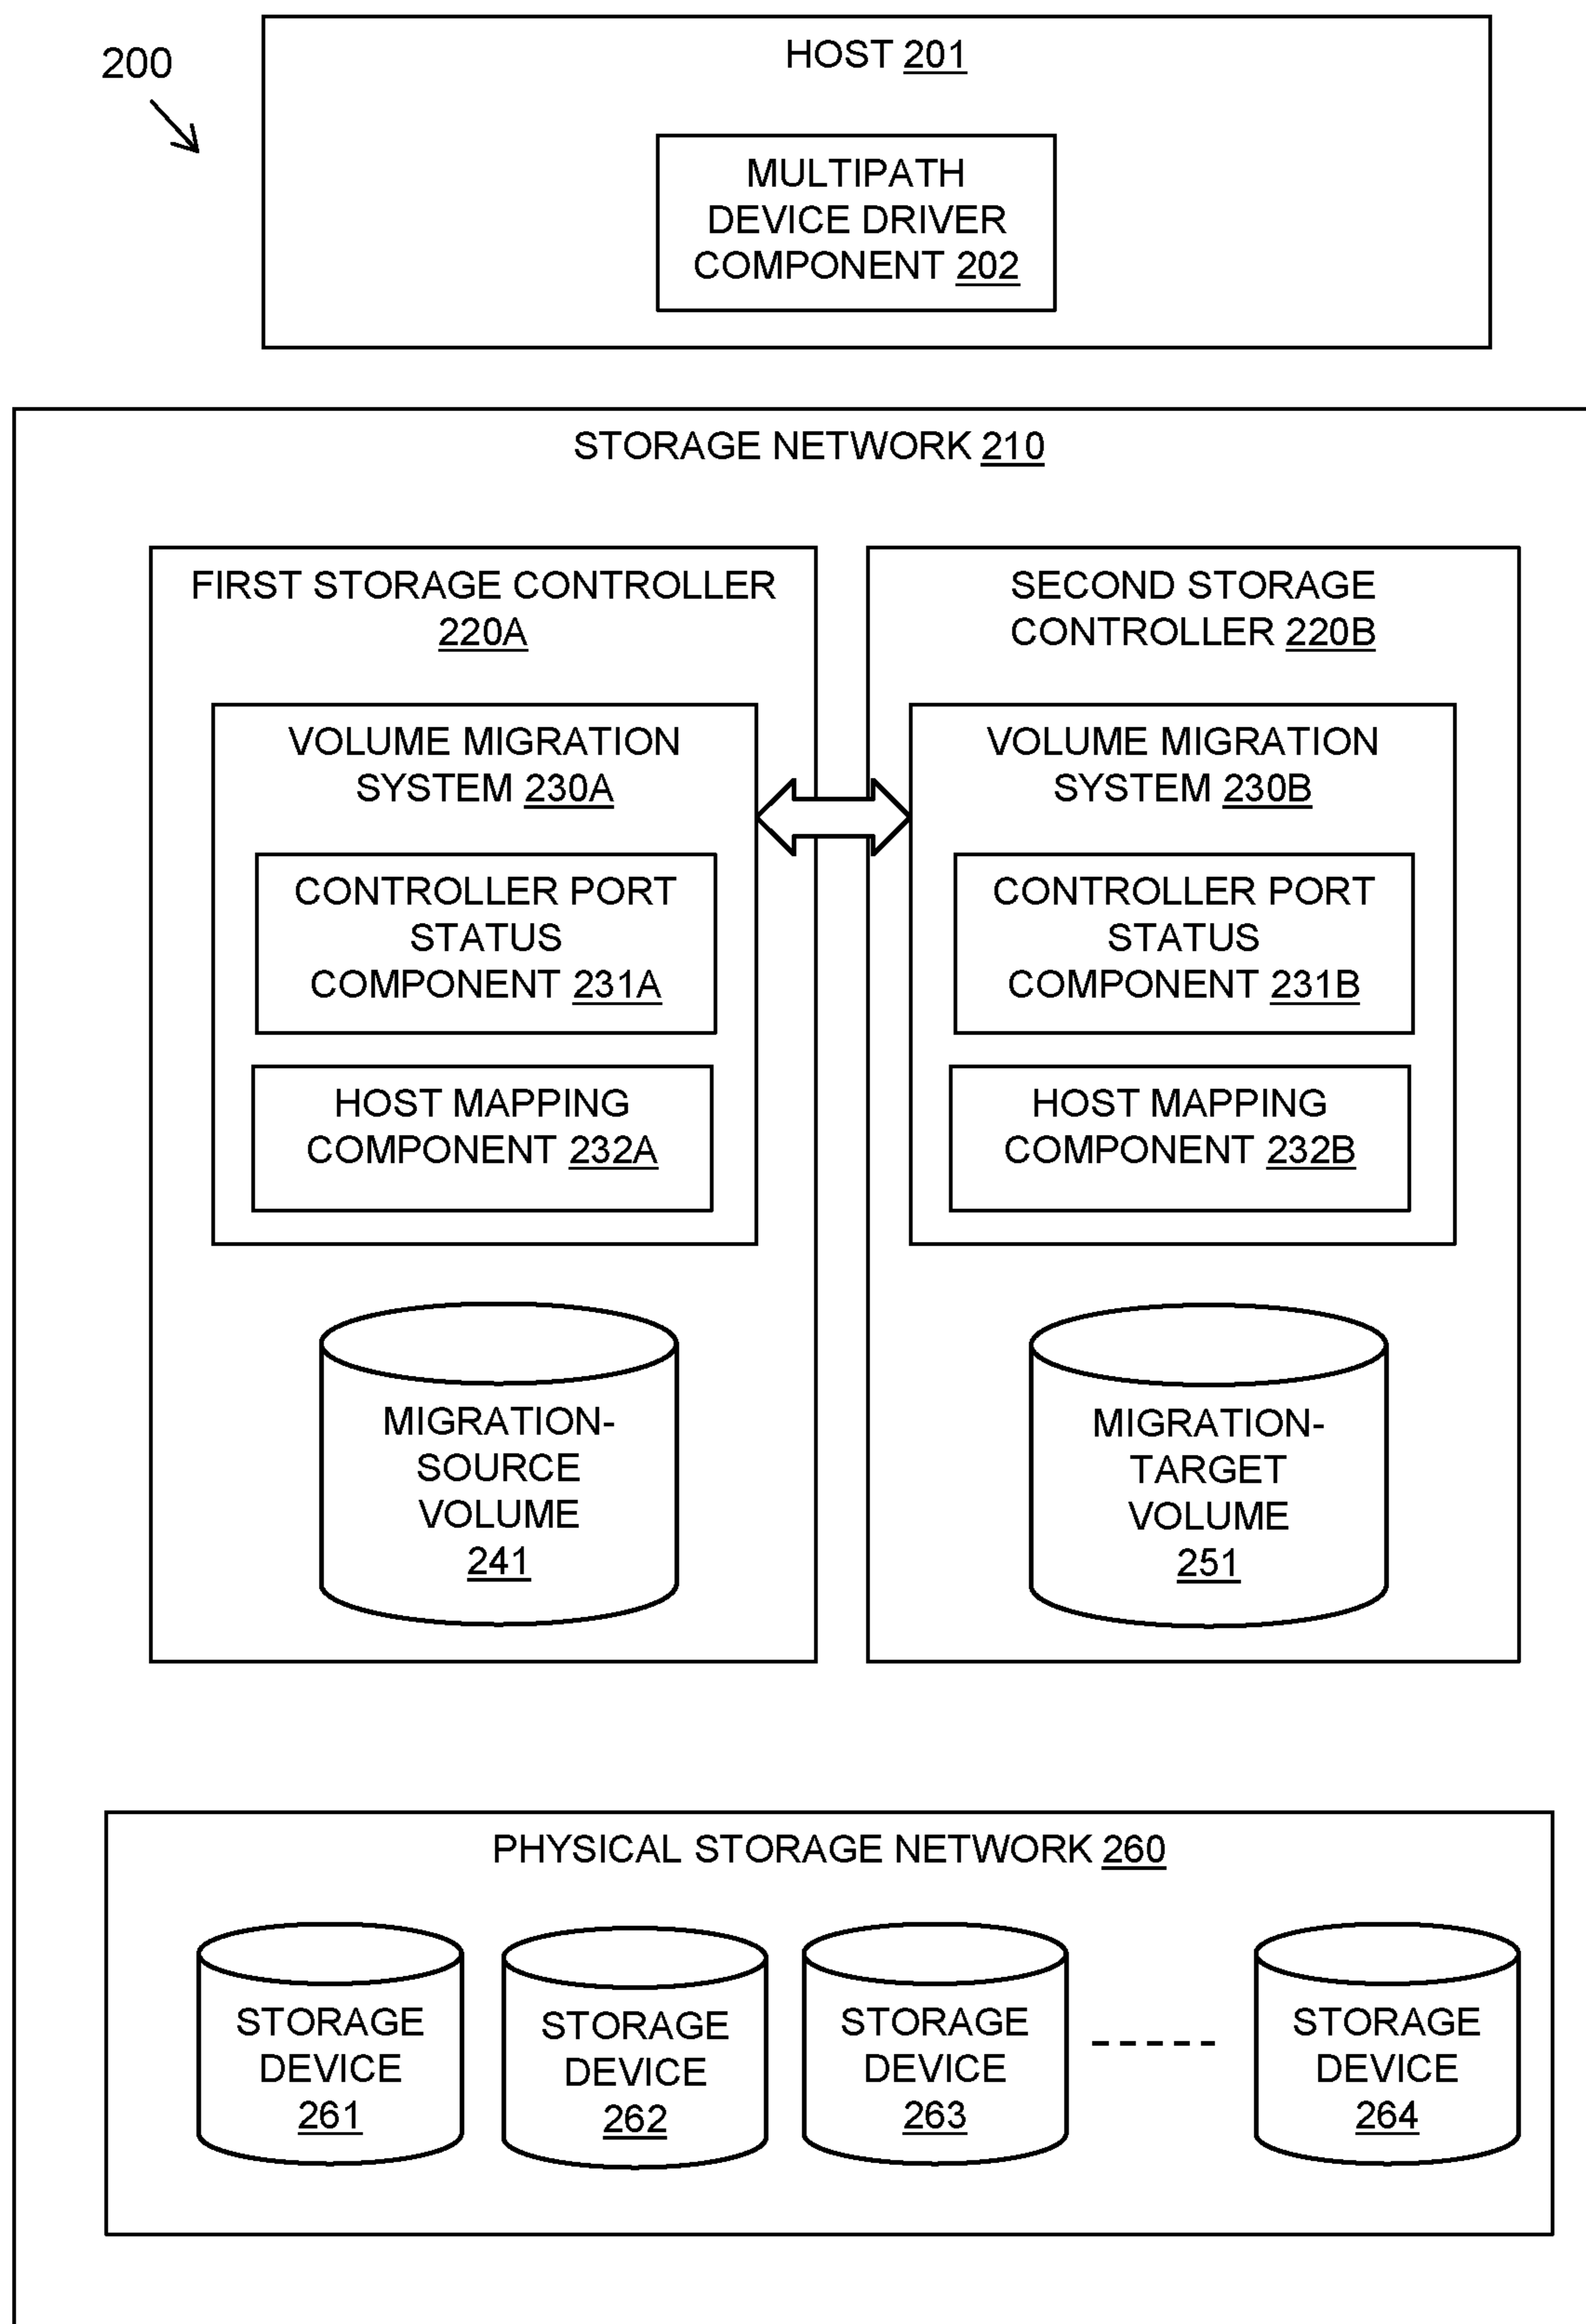 200
HOST 201
MULTIPATH
DEVICE DRIVER
COMPONENT 202
STORAGE NETWORK 210
FIRST STORAGE CONTROLLER
220A
VOLUME MIGRATION
SYSTEM 230A
CONTROLLER PORT
STATUS
COMPONENT 231A
HOST MAPPING
COMPONENT 232A
MIGRATION-
SOURCE
VOLUME
241
SECOND STORAGE
CONTROLLER 220B
VOLUME MIGRATION
SYSTEM 230B
CONTROLLER PORT
STATUS
COMPONENT 231B
HOST MAPPING
COMPONENT 232B
MIGRATION-
TARGET
VOLUME
251
PHYSICAL STORAGE NETWORK 260
STORAGE
DEVICE
261
STORAGE
DEVICE
262
STORAGE
DEVICE
263
STORAGE
DEVICE
264